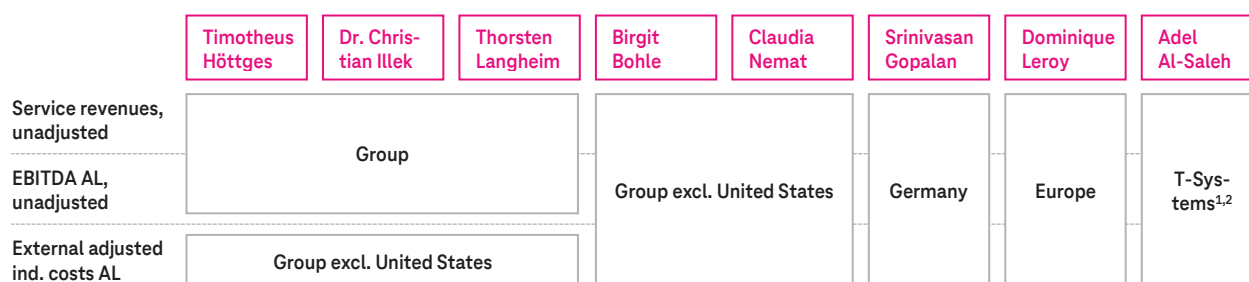 Timotheus
Höttges
Dr. Chris-
tian Illek
Thorsten
Langheim
Birgit
Bohle
Claudia
Nemat
Srinivasan
Gopalan
Dominique
Leroy
Adel
Al-Saleh
Service revenues,
unadjusted
Group
EBITDA AL,
unadjusted
Group excl. United States
Germany
Europe
T-Sys-
tems1,2
External adjusted
ind. costs AL
Group excl. United States